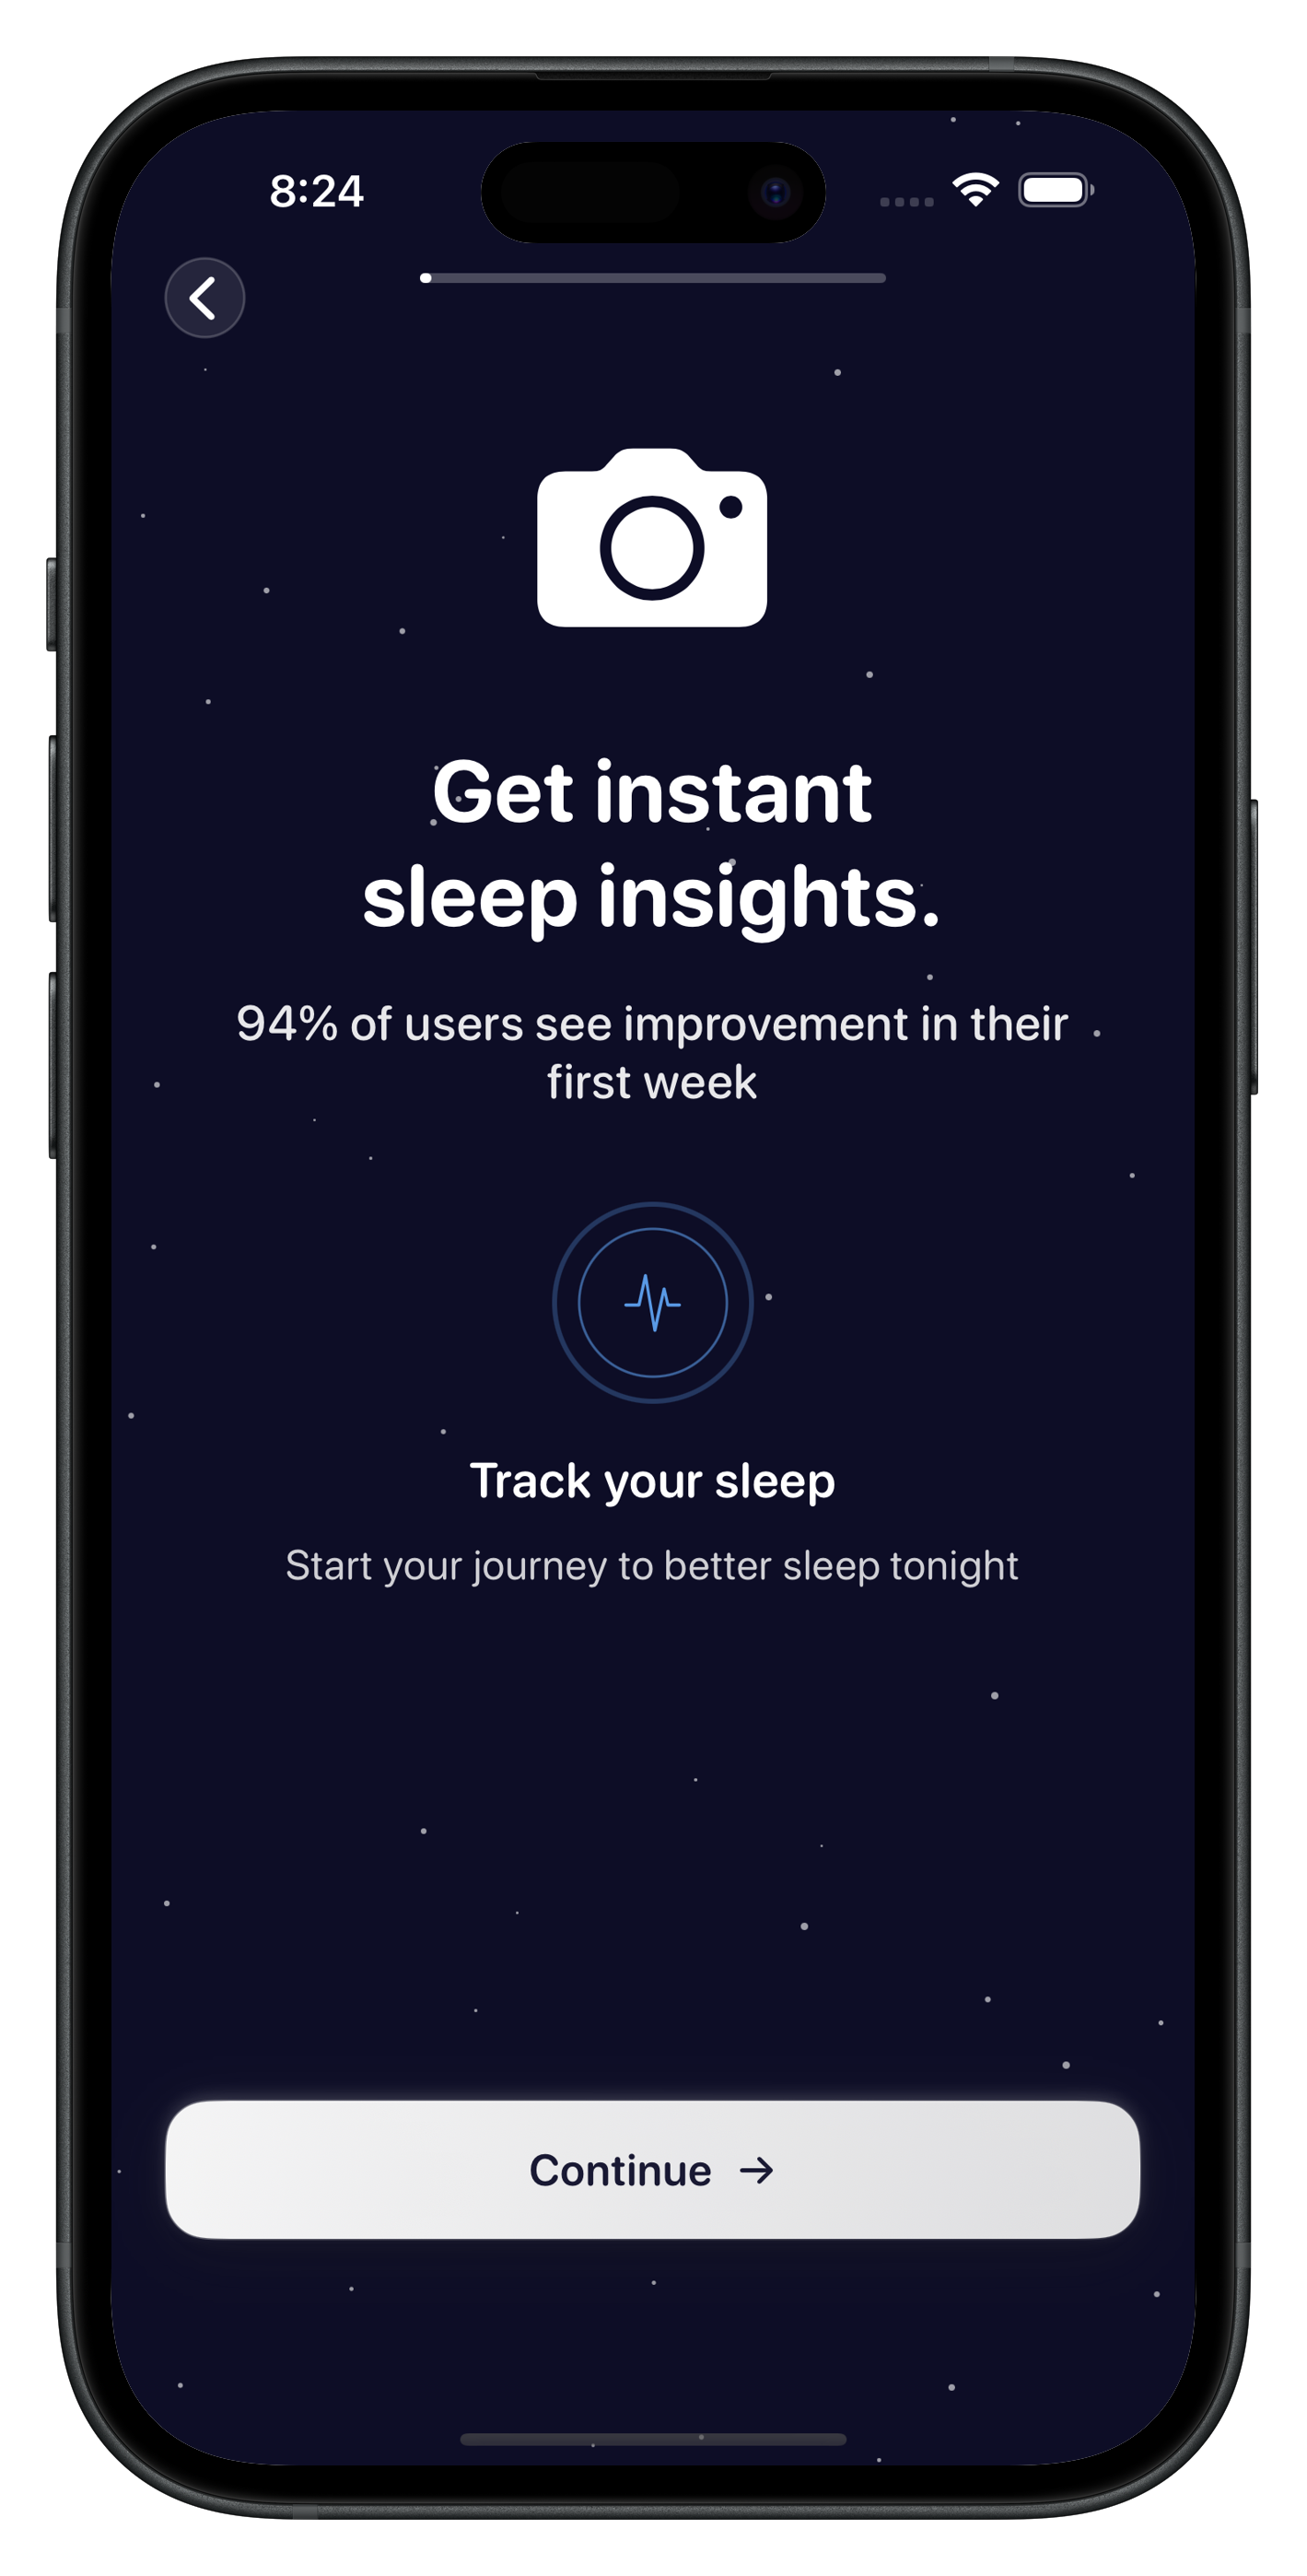 8:24
Get instant
sleep insights.
94% of users see improvement in their
first week
Track your sleep
Start your journey to better sleep tonight
Continue →